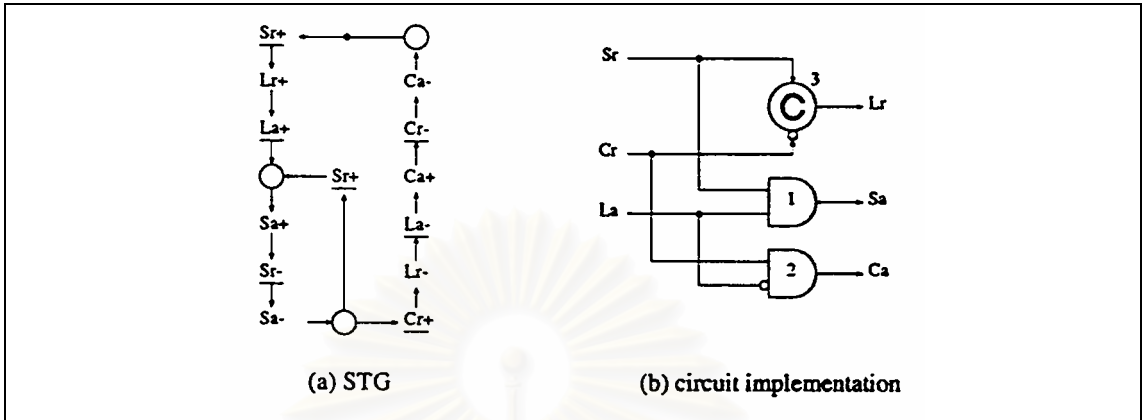 Sr+
Lr+
La+
Sr+
Sa+
Sr-
Sa-
Ca-
Cr-
Ca+
La-
Lr-
Cr+
(a) STG
Sr
3
C
Lr
Cr
La
1
Sa
2
Ca
(b) circuit implementation